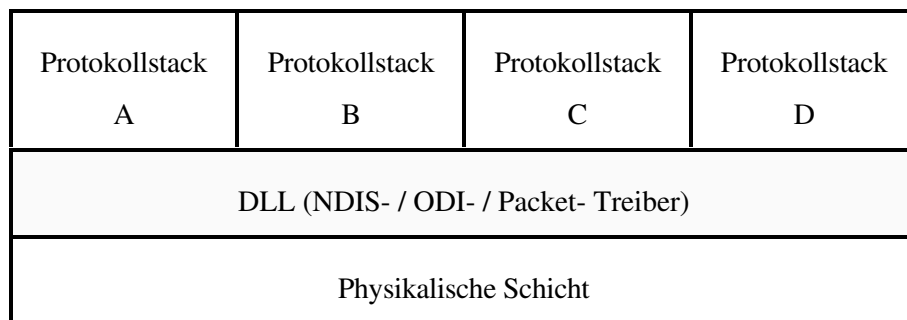 Protokollstack Protokollstack Protokollstack Protokollstack
A B C D
DLL (NDIS- / ODI- / Packet- Treiber)
Physikalische Schicht